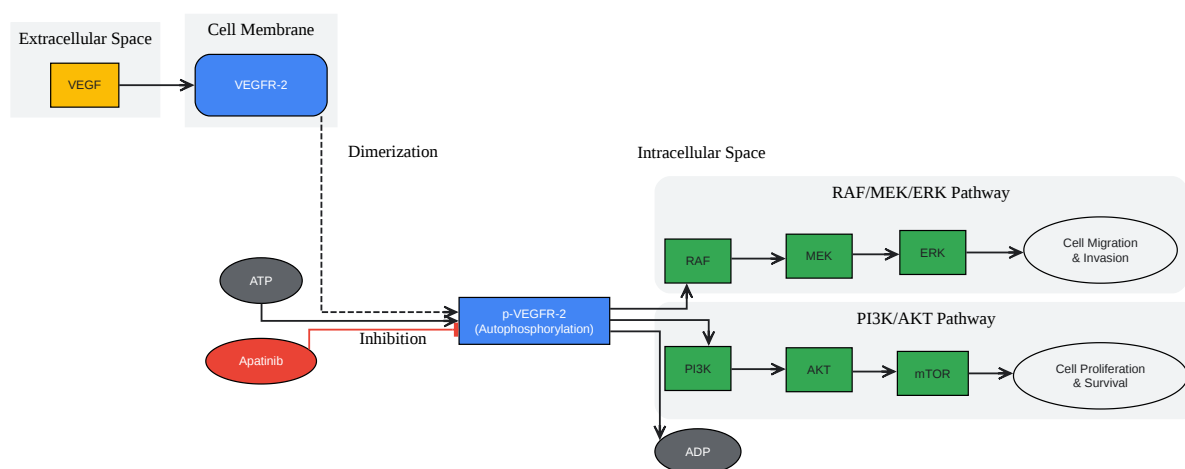 Extracellular Space
Cell Membrane
VEGF
VEGFR-2
Dimerization
Intracellular Space
RAF/MEK/ERK Pathway
RAF
MEK
ERK
Cell Migration
& Invasion
ATP
p-VEGFR-2
(Autophosphorylation)
Inhibition
Apatinib
PI3K/AKT Pathway
PI3K
AKT
mTOR
Cell Proliferation
& Survival
ADP